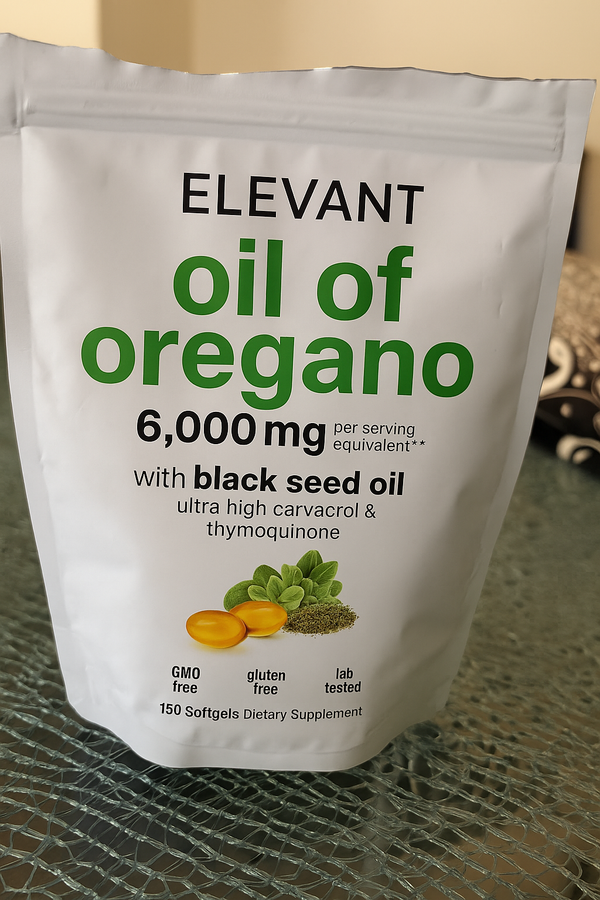 ELEVANT
oil of
oregano
6,000 mg per serving
equivalent**
with black seed oil
ultra high carvacrol &
thymoquinone
GMO
free
gluten
free
lab
tested
150 Softgels Dietary Supplement